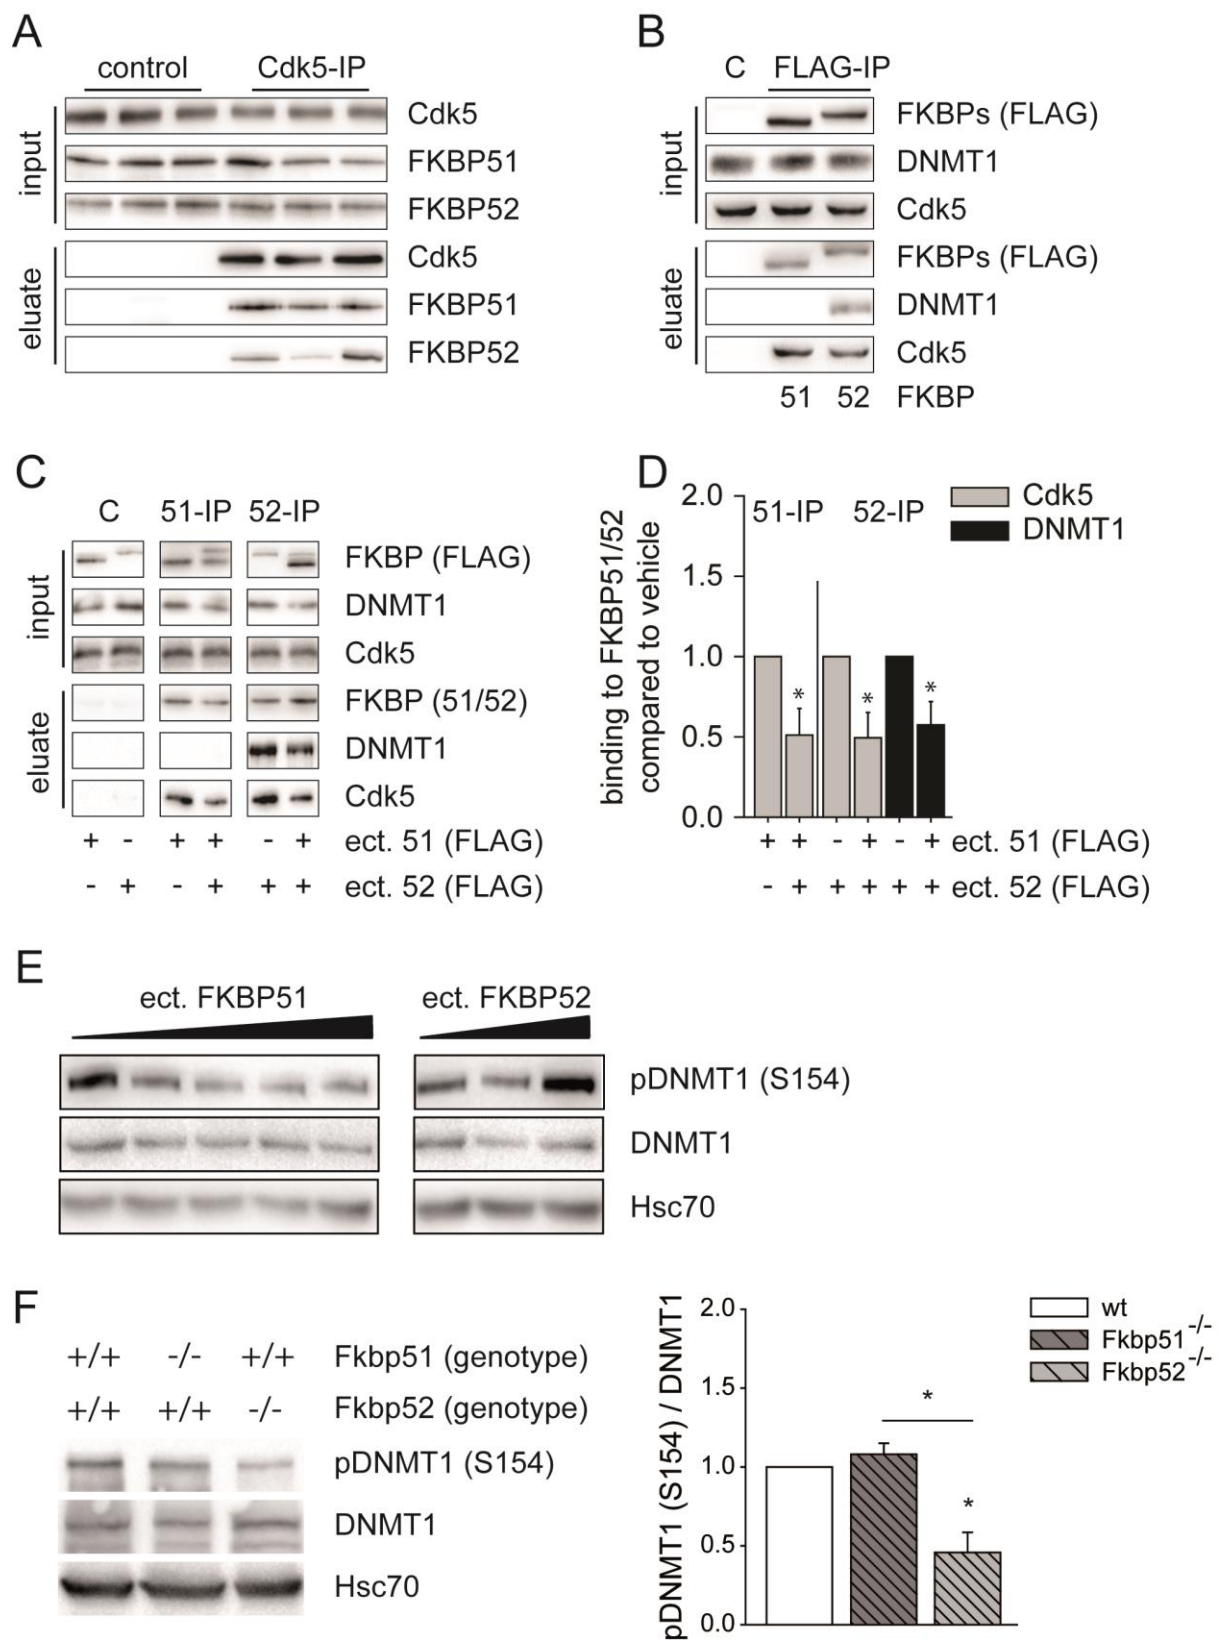 A
control Cdk5-IP
input
Cdk5
FKBP51
FKBP52
eluate
Cdk5
FKBP51
FKBP52
B
C FLAG-IP
input
FKBPs (FLAG)
DNMT1
Cdk5
eluate
FKBPs (FLAG)
DNMT1
Cdk5
51 52 FKBP
C
C 51-IP 52-IP
input
FKBP (FLAG)
DNMT1
Cdk5
eluate
FKBP (51/52)
DNMT1
Cdk5
+ - + + - + ect. 51 (FLAG)
- + - + + + ect. 52 (FLAG)
D
binding to FKBP51/52
compared to vehicle
2.0
1.5
1.0
0.5
0.0
51-IP 52-IP
Cdk5
DNMT1
* * *
+ + - + - + ect. 51 (FLAG)
- + + + + + ect. 52 (FLAG)
E
ect. FKBP51 ect. FKBP52
pDNMT1 (S154)
DNMT1
Hsc70
F
+/+ -/- +/+ Fkbp51 (genotype)
+/+ +/+ -/- Fkbp52 (genotype)
pDNMT1 (S154)
DNMT1
Hsc70
pDNMT1 (S154) / DNMT1
2.0
1.5
1.0
0.5
0.0
*
*
wt
Fkbp51-/-
Fkbp52-/-